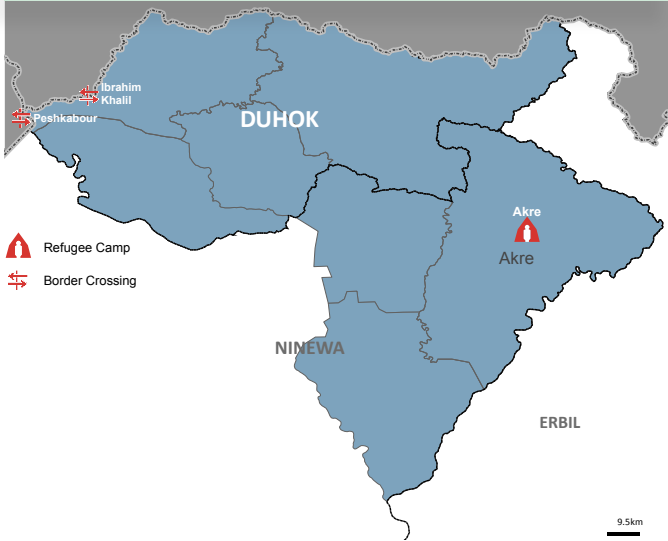 Ibrahim
Khalil
Peshkabour
DUHOK
Akre
Akre
Refugee Camp
Border Crossing
NINEWA
ERBIL
9.5km